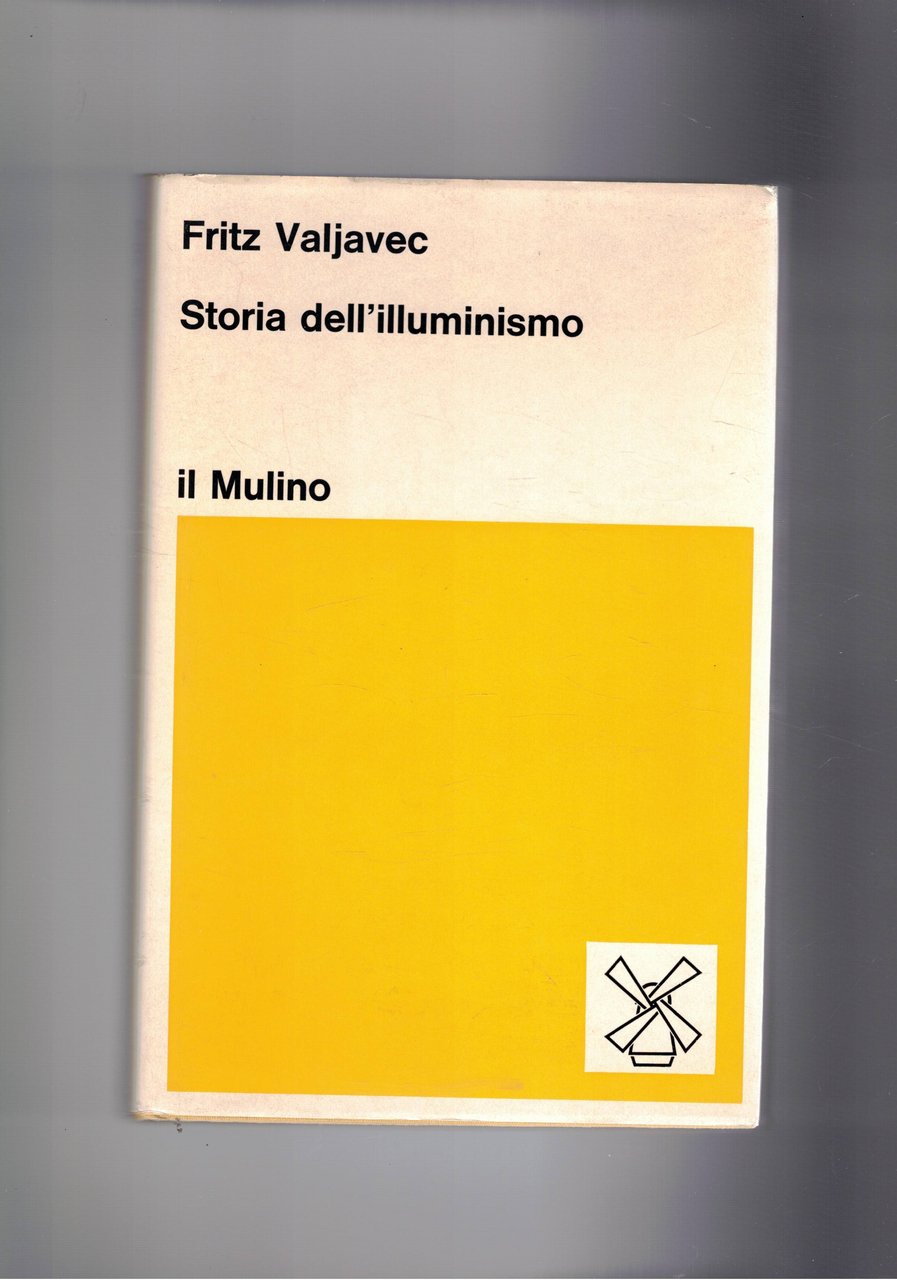 Fritz Valjavec
Storia dell'illuminismo
il Mulino